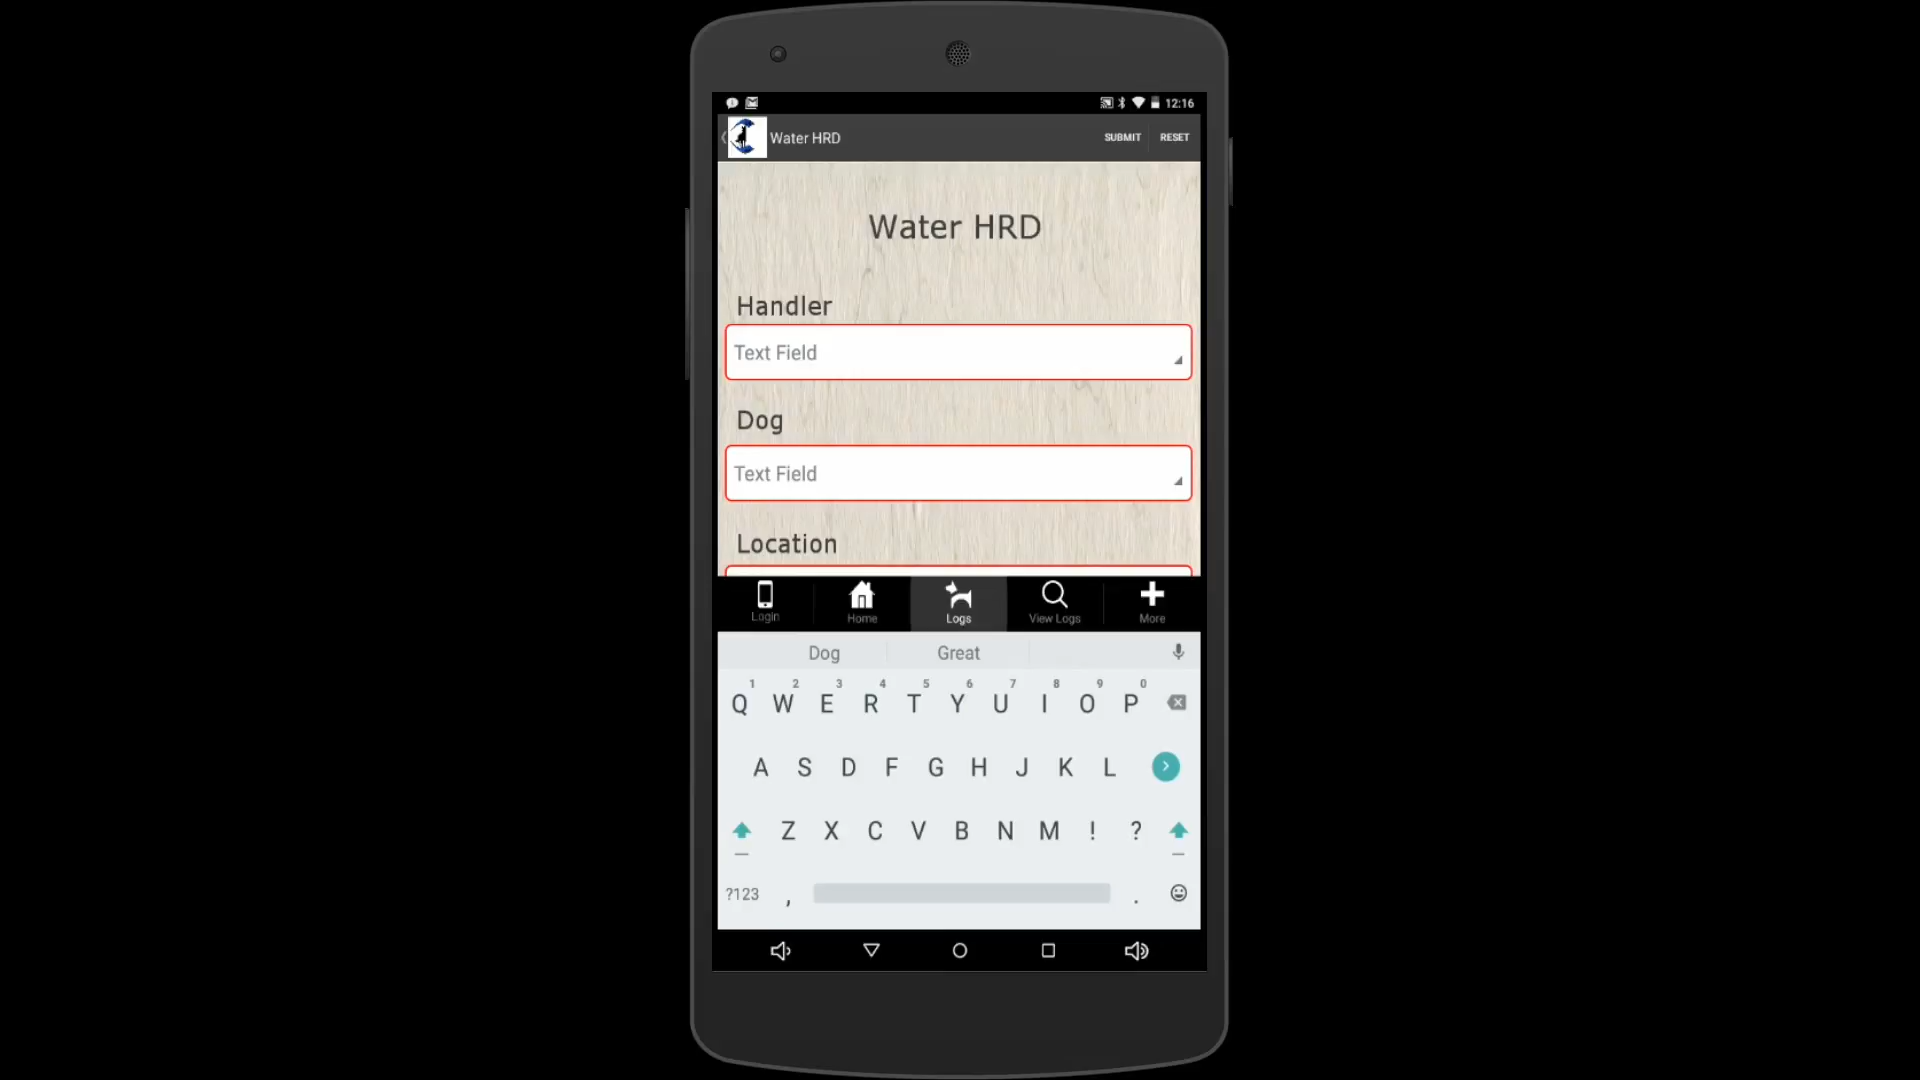 12:16
Water HRD SUBMIT RESET
Water HRD
Handler
Text Field
Dog
Text Field
Location
Login Home Logs View Logs More
Dog Great
1 2 3 4 5 6 7 8 9 0
Q W E R T Y U I O P
A S D F G H J K L
Z X C V B N M ! ?
?123 , .